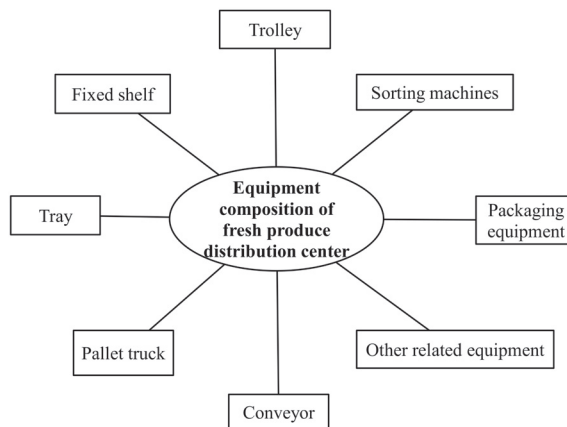 Trolley
Fixed shelf
Sorting machines
Equipment
composition of
fresh produce
distribution center
Tray
Packaging
equipment
Pallet truck
Other related equipment
Conveyor